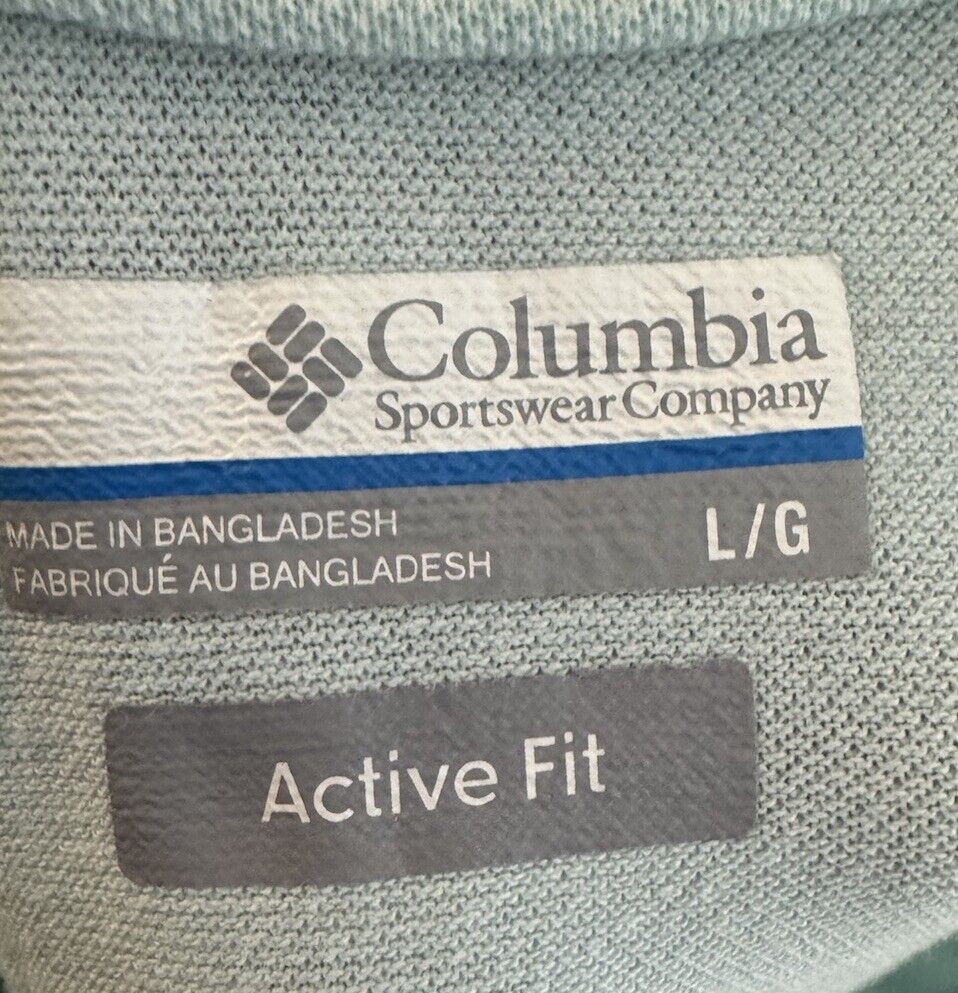 Columbia
Sportswear Company
MADE IN BANGLADESH
FABRIQUÉ AU BANGLADESH
L/G
Active Fit